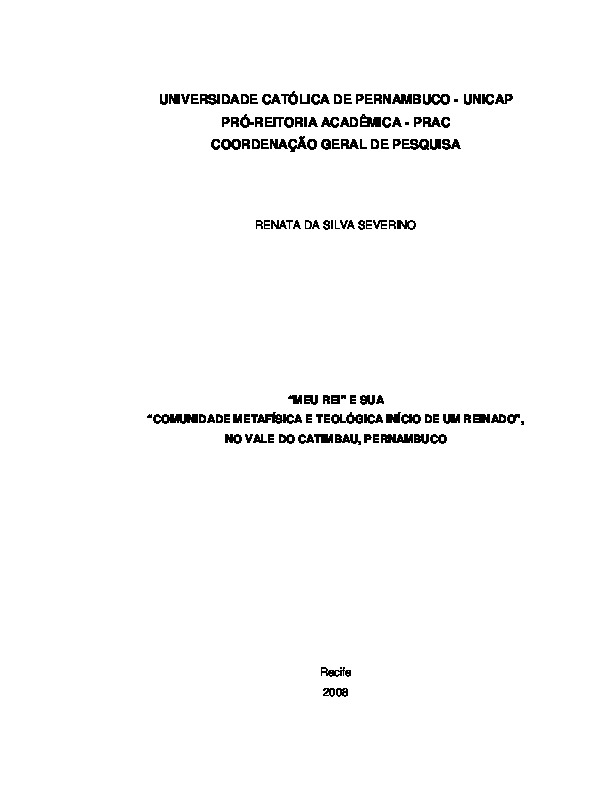 UNIVERSIDADE CATÓLICA DE PERNAMBUCO - UNICAP
PRÓ-REITORIA ACADÊMICA - PRAC
COORDENAÇÃO GERAL DE PESQUISA
RENATA DA SILVA SEVERINO
“MEU REI” E SUA
“COMUNIDADE METAFÍSICA E TEOLÓGICA INÍCIO DE UM REINADO”,
NO VALE DO CATIMBAU, PERNAMBUCO
Recife
2008